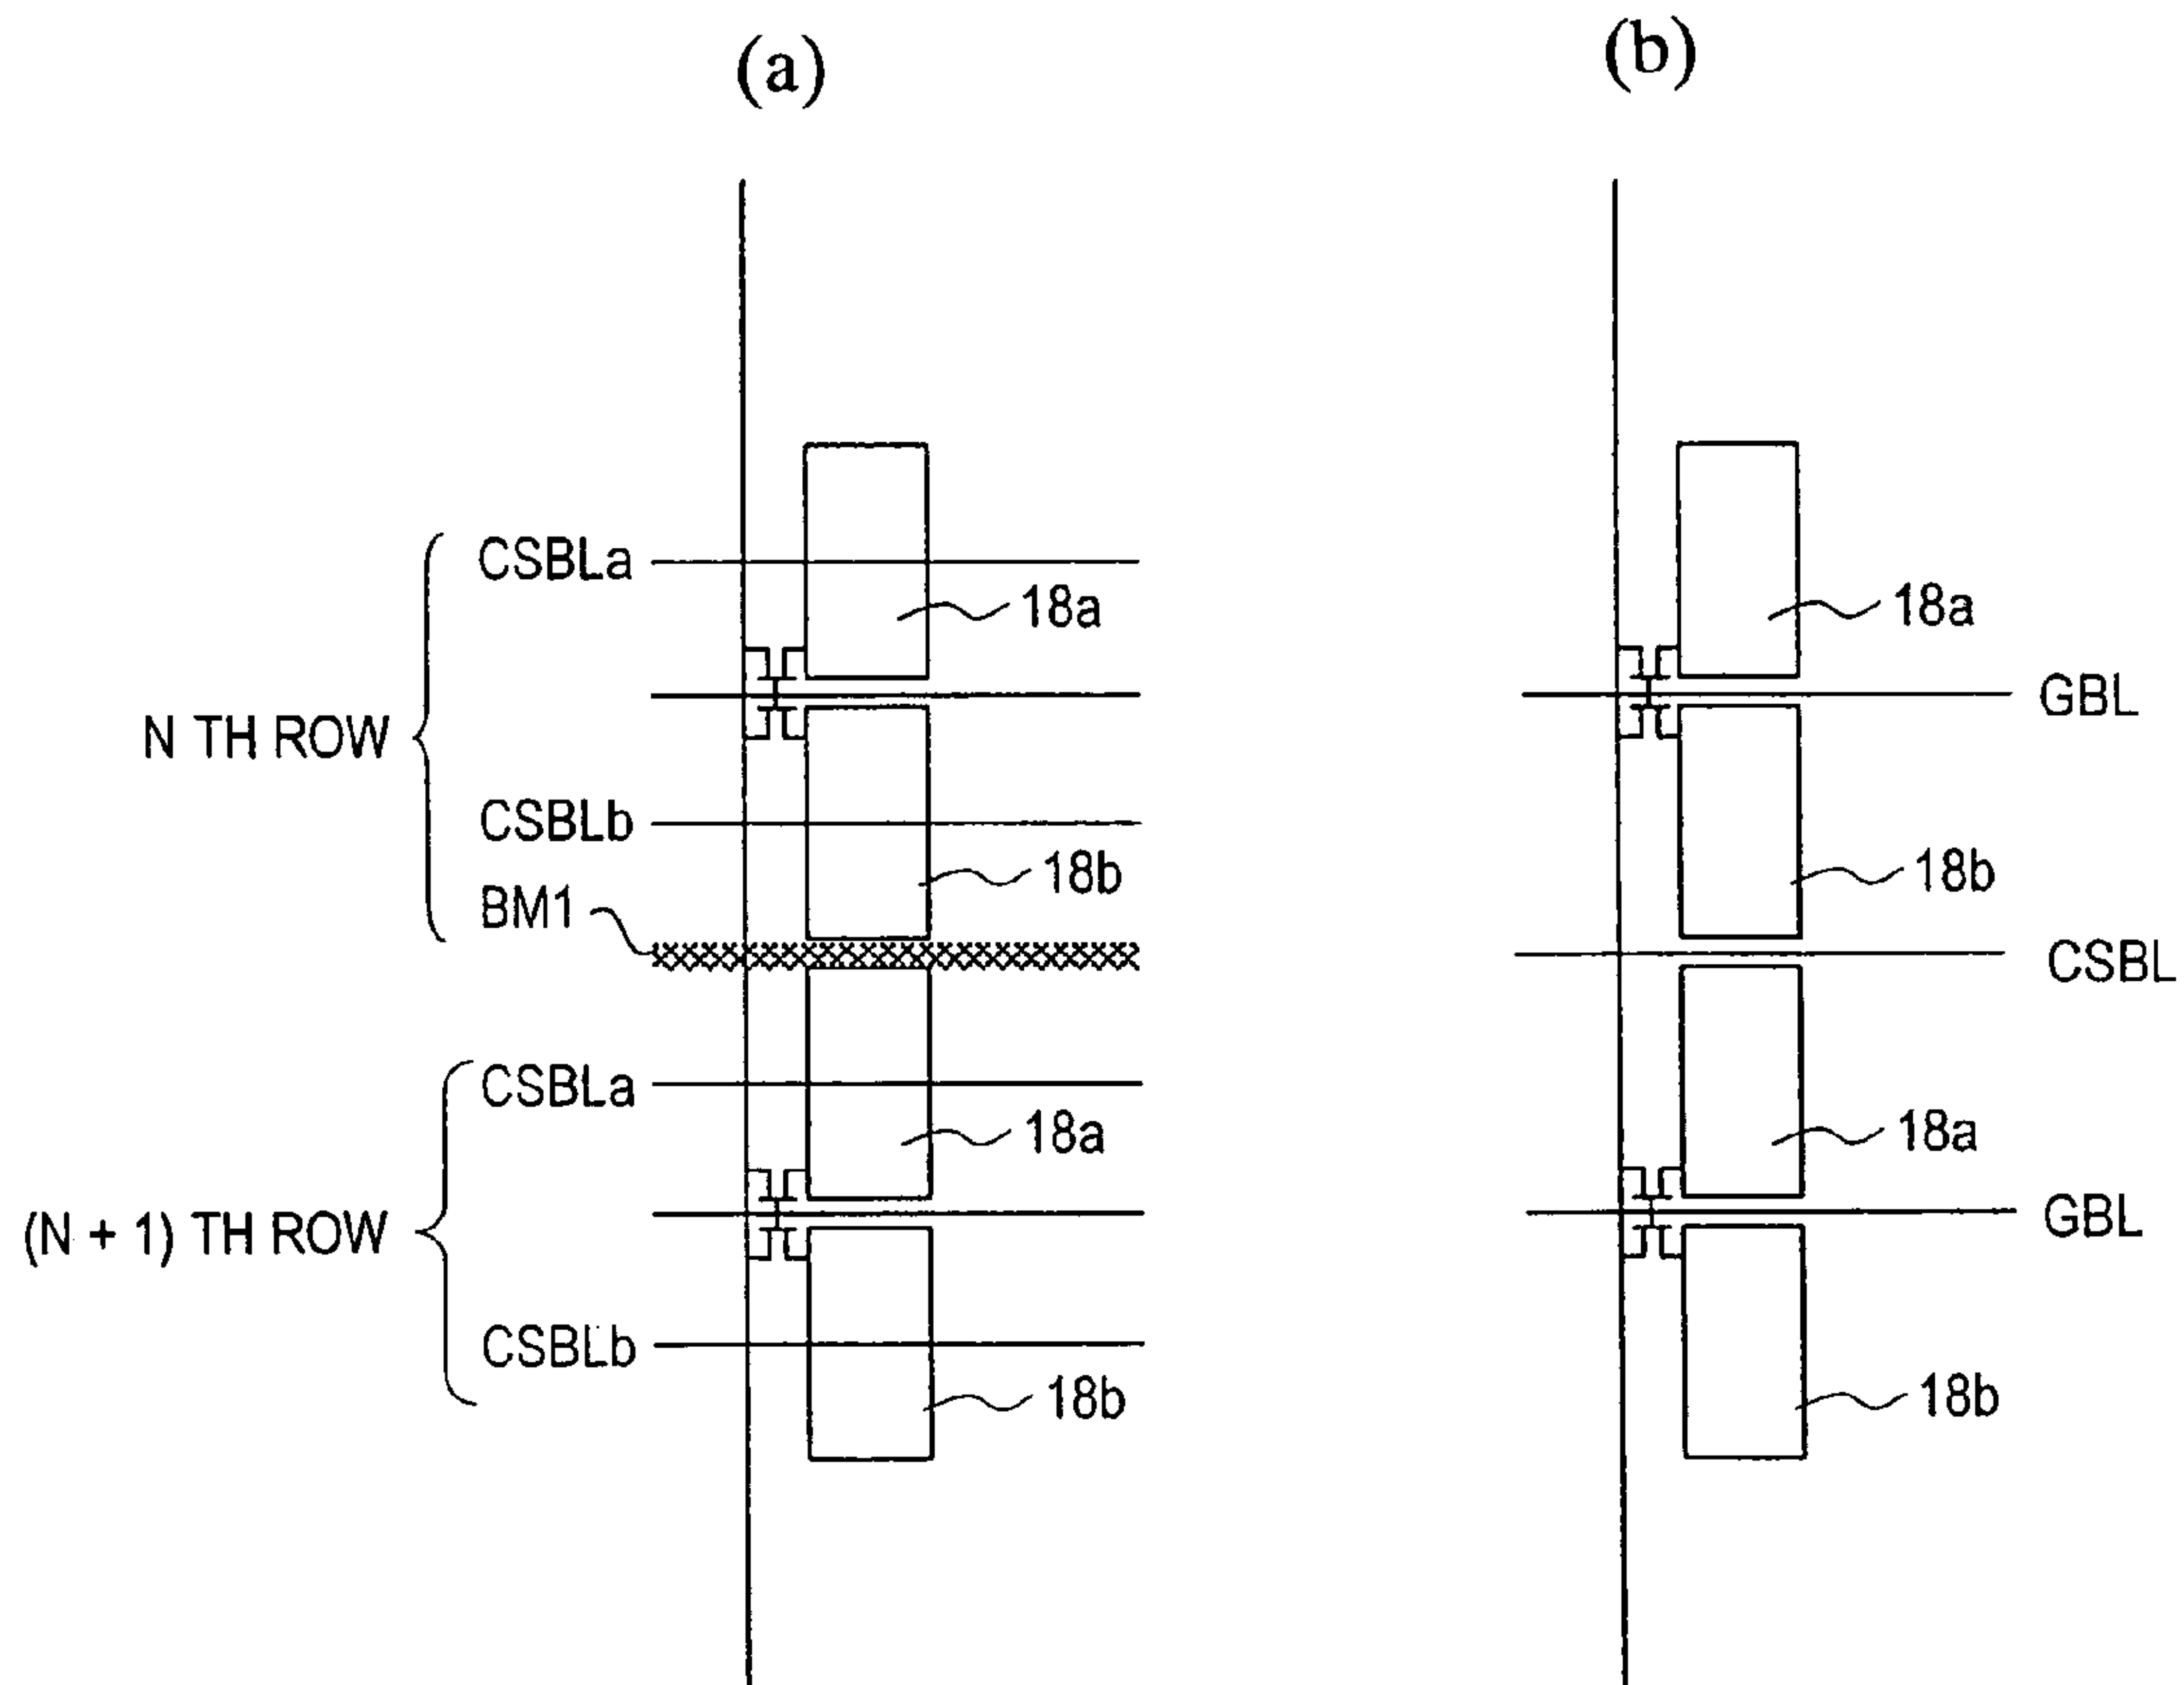 (a)
(b)
CSBLa
18a
18a
N TH ROW
GBL
CSBLb
18b
18b
BM1
CSBL
CSBLa
18a
18a
(N + 1) TH ROW
GBL
CSBLb
18b
18b